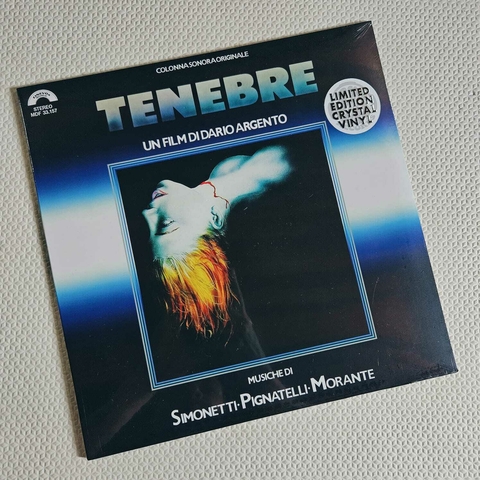 COLONNA SONORA ORIGINALE
STEREO
MDF 33.157
TENEBRE
UN FILM DI DARIO ARGENTO
LIMITED
EDITION
CRYSTAL
VINYL
MUSICHE DI
SIMONETTI·PIGNATELLI·MORANTE